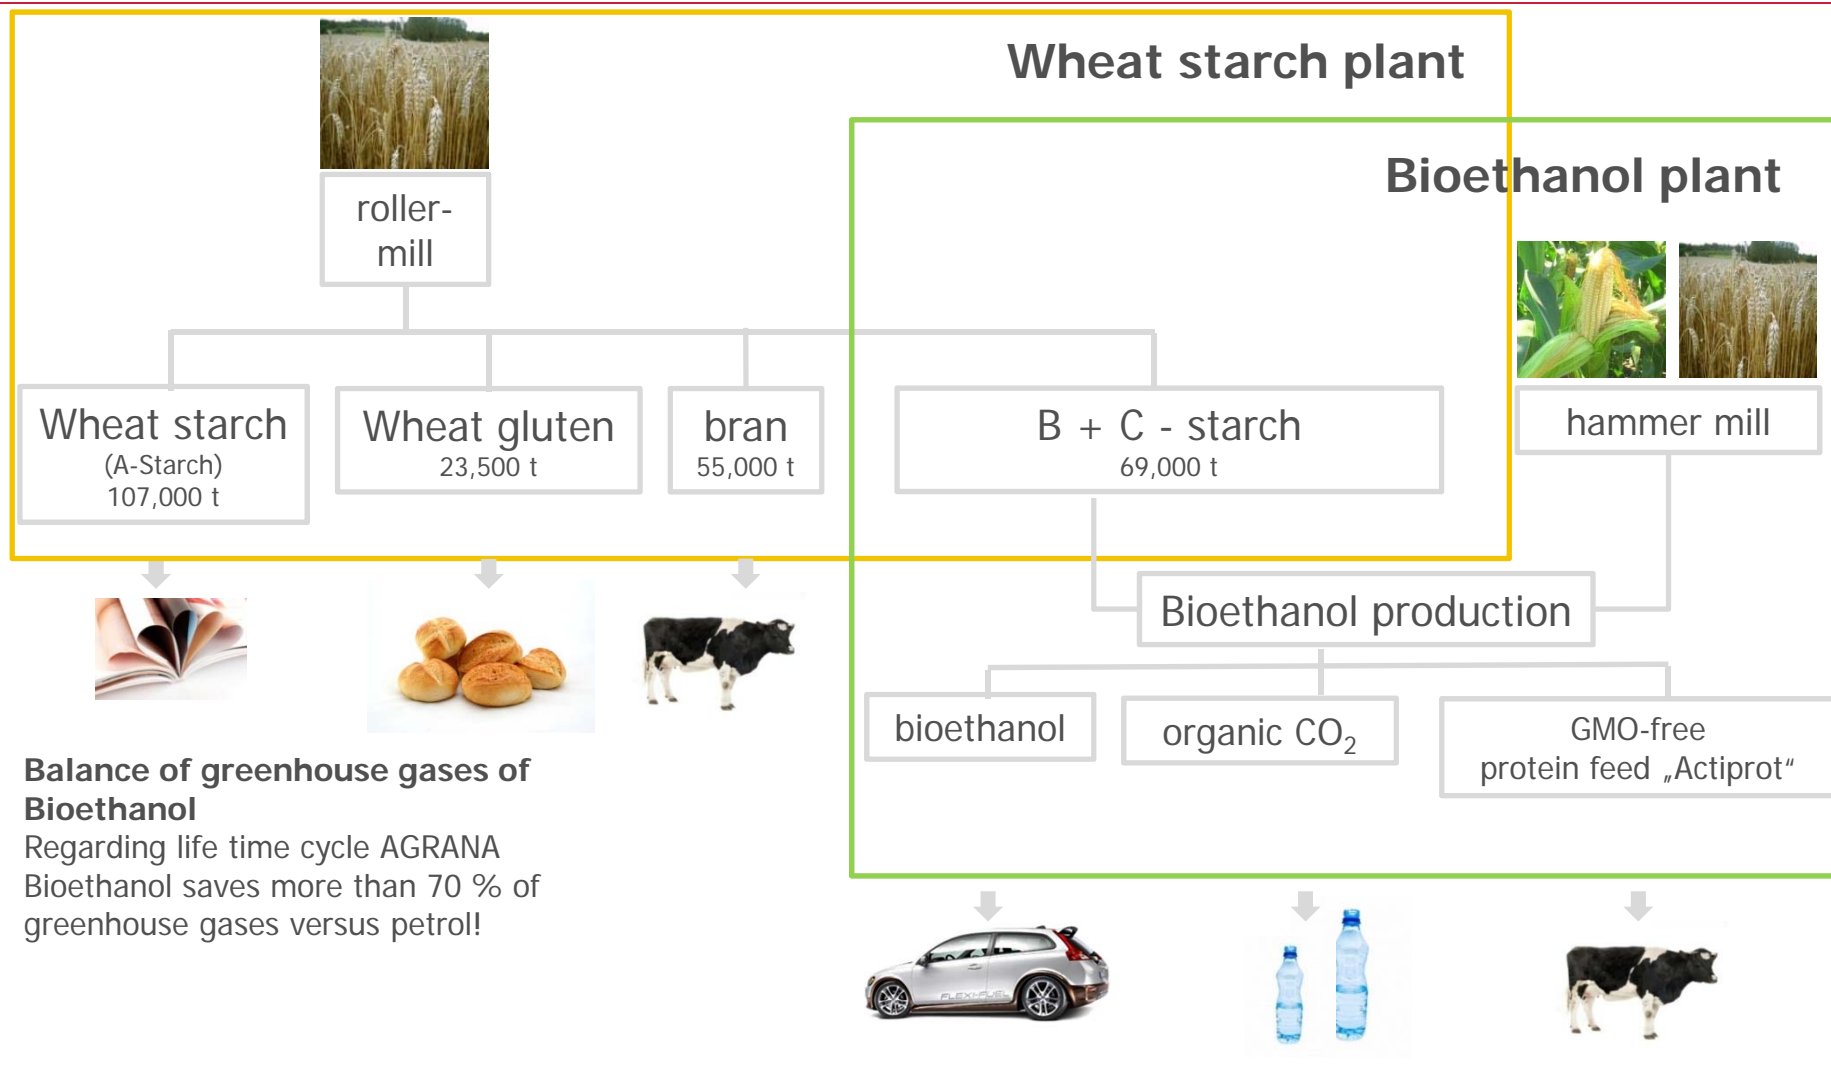 Wheat starch plant
Bioethanol plant
roller-
mill
Wheat starch
(A-Starch)
107,000 t
Wheat gluten
23,500 t
bran
55,000 t
B + C - starch
69,000 t
hammer mill
Bioethanol production
bioethanol
organic CO₂
GMO-free
protein feed „Actiprot“
Balance of greenhouse gases of
Bioethanol
Regarding life time cycle AGRANA
Bioethanol saves more than 70 % of
greenhouse gases versus petrol!
FLEXI-FUEL